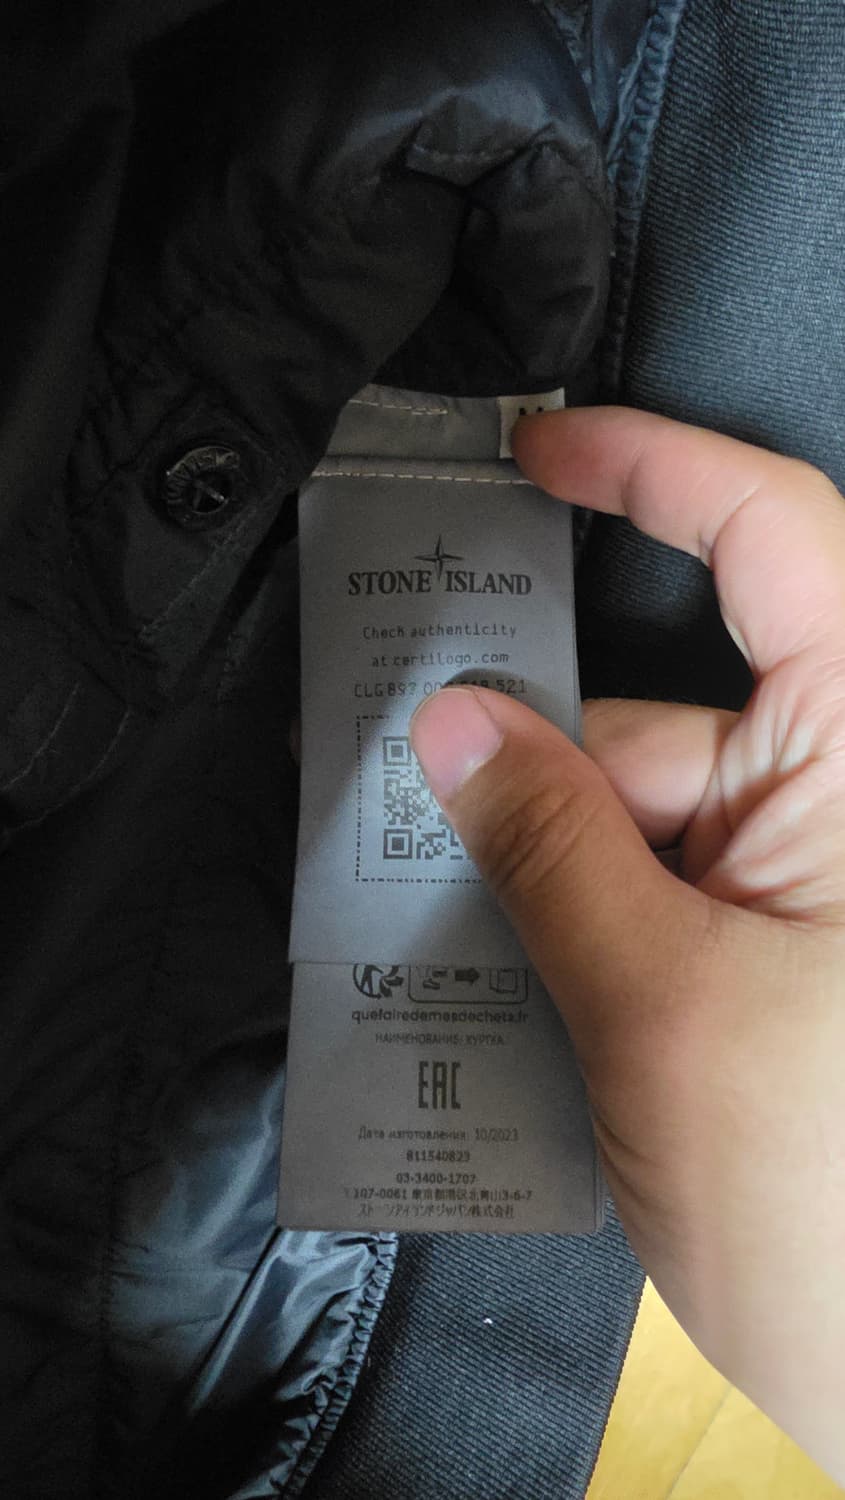 STONE ISLAND
Check authenticity
at certilogo.com
CLG 521
quefairedemesdechets.fr
НАИМЕНОВАНИЕ: КУРТКА
EAC
Дата изготовления: 10/2023
811540823
03-3400-1707
〒107-0061 東京都港区北青山3-6-7
ストーンアイランドジャパン株式会社